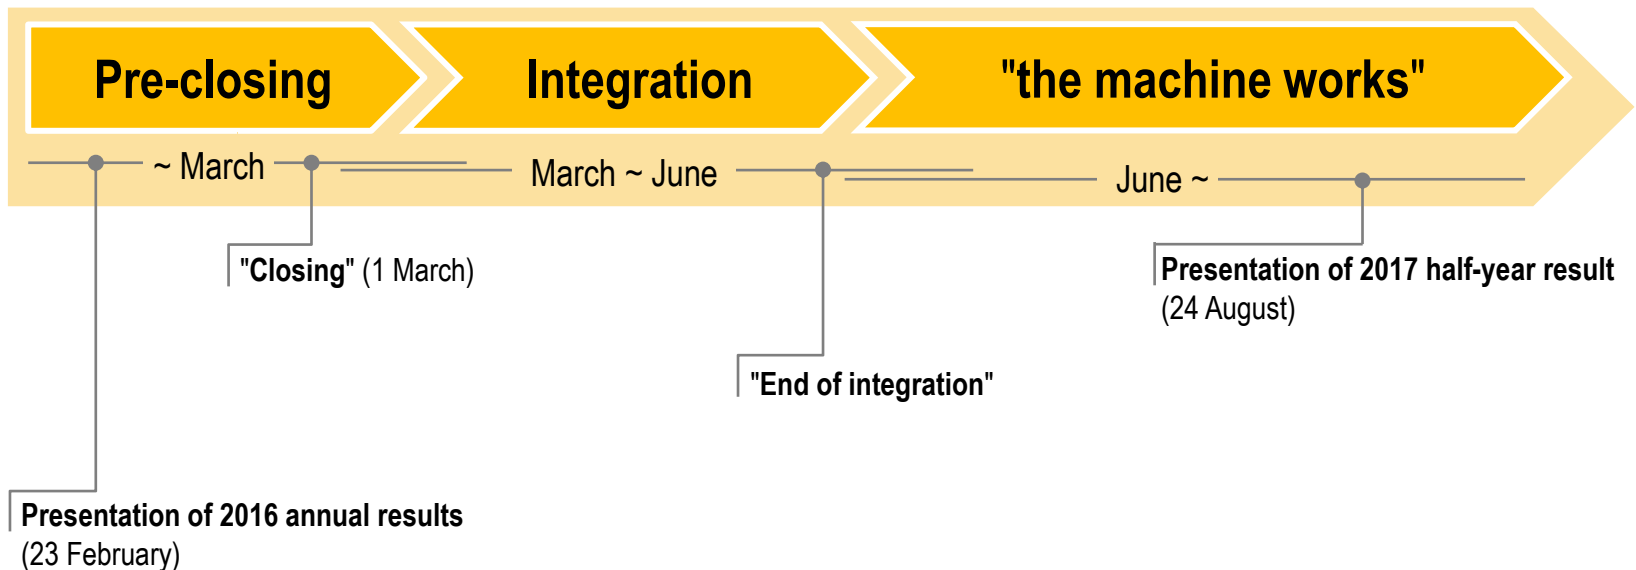 Pre-closing
Integration
"the machine works"
~ March
March ~ June
June ~
"Closing" (1 March)
Presentation of 2017 half-year result
(24 August)
"End of integration"
Presentation of 2016 annual results
(23 February)